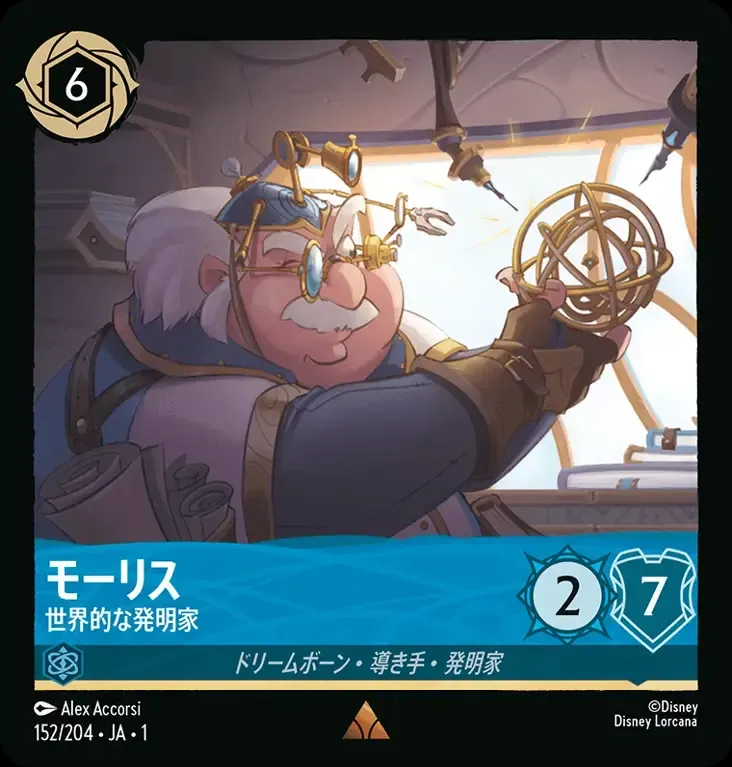 6
モーリス
世界的な発明家
2
7
ドリームボーン・導き手・発明家
Alex Accorsi
152/204・JA・1
©Disney
Disney Lorcana